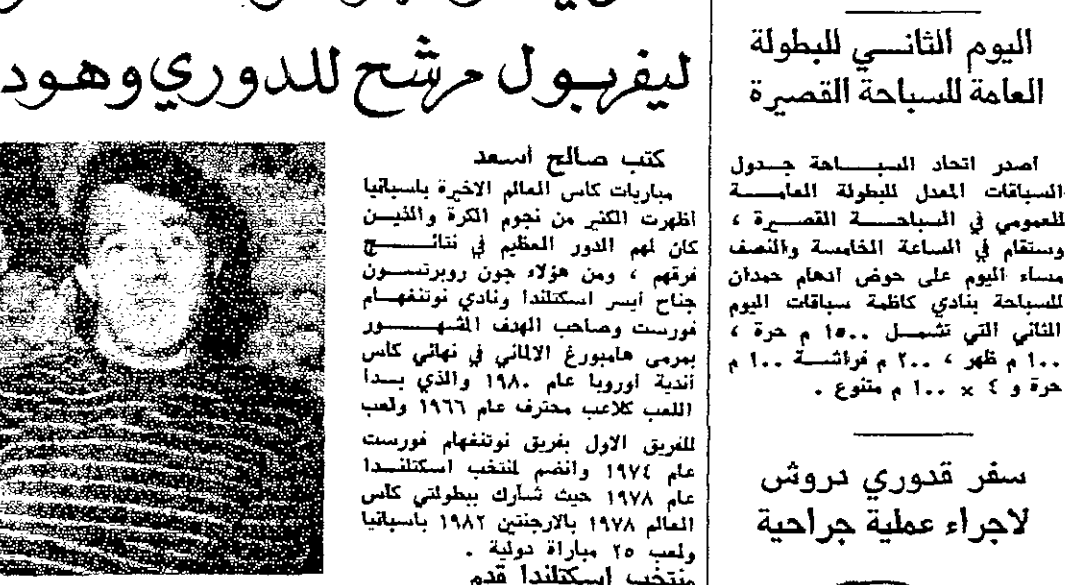 اليوم الثاني للبطولة
العامة للسباحة القصيرة
اصدر اتحاد السباحة جدول
السباقات المعدل للبطولة العامة
للعمومي في السباحة القصيرة ،
وستقام في الساعة الخامسة والنصف
مساء اليوم على حوض ادهام حمدان
للسباحة بنادي كاظمة سباقات اليوم
الثاني التي تشمل ١٥٠٠ م حرة ،
١٠٠ م ظهر ، ٢٠٠ م فراشة ١٠٠ م
حرة و ٤ × ١٠٠ م متنوع .
سفر قدوري دروش
لاجراء عملية جراحية
ليفربول مرشح للدوري وهود
كتب صالح اسعد
مباريات كاس العالم الاخيرة باسبانيا
اظهرت الكثير من نجوم الكرة والذين
كان لهم الدور العظيم في نتائج
فرقهم ، ومن هؤلاء جون روبرتسون
جناح ايسر اسكتلندا ونادي نوتنغهام
فورست وصاحب الهدف المشهور
بمرمى هامبورغ الالماني في نهائي كاس
أندية اوروبا عام ١٩٨٠ والذي بدا
اللعب كلاعب محترف عام ١٩٦٦ ولعب
للفريق الاول بفريق نوتنغهام فورست
عام ١٩٧٤ وانضم لمنتخب اسكتلندا
عام ١٩٧٨ حيث شارك ببطولتي كاس
العالم ١٩٧٨ بالارجنتين ١٩٨٢ باسبانيا
ولعب ٢٥ مباراة دولية .
منتخب اسكتلندا قدم